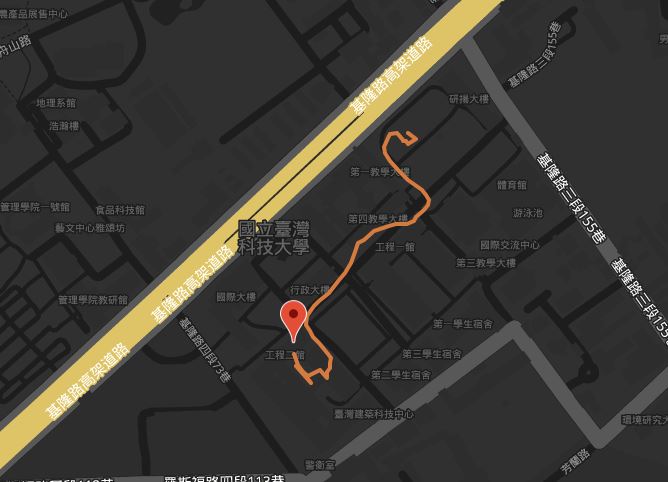 農產品展售中心
舟山路
基隆路高架道路
基隆路三段155巷
研揚大樓
地理系館
浩瀚樓
第一教學大樓
基隆路三段155巷
體育館
管理學院一號館
食品科技館
游泳池
藝文中心雅頌坊
第四教學大樓
國立臺灣
科技大學
工程一館
國際交流中心
第三教學大樓
基隆路三段155
基隆路高架道路
行政大樓
管理學院教研館
國際大樓
第一學生宿舍
基隆路四段73巷
工程二館
第三學生宿舍
第二學生宿舍
基隆路高架道路
臺灣建築科技中心
環境研究大
警衛室
芳蘭路
羅斯福路四段113巷